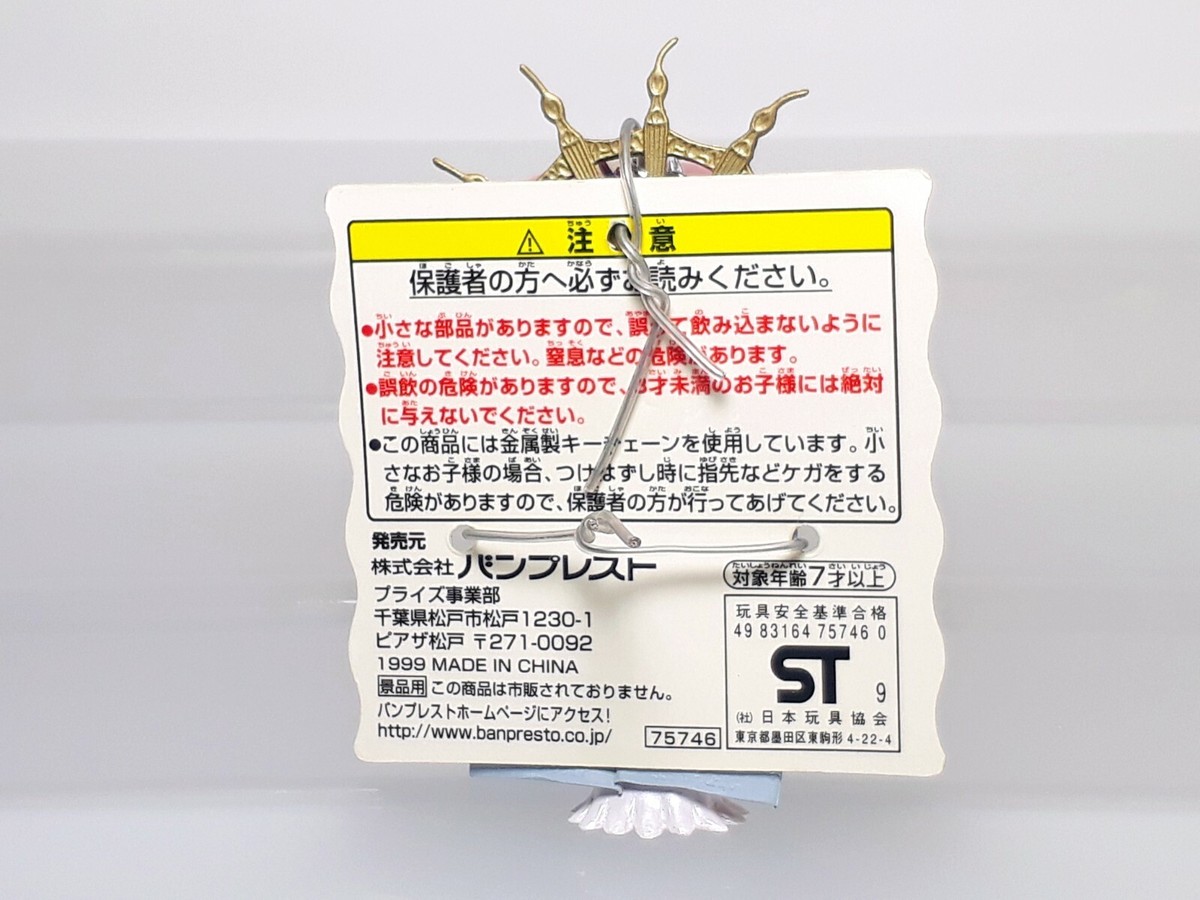 ⚠ 注意
保護者の方へ必ずお読みください。
●小さな部品がありますので、誤って飲み込まないように
注意してください。窒息などの危険があります。
●誤飲の危険がありますので、3才未満のお子様には絶対
に与えないでください。
●この商品には金属製キーチェーンを使用しています。小
さなお子様の場合、つけはずし時に指先などケガをする
危険がありますので、保護者の方が行ってあげてください。
発売元
株式会社バンプレスト
プライズ事業部
千葉県松戸市松戸1230-1
ピアザ松戸 〒271-0092
1999 MADE IN CHINA
景品用 この商品は市販されておりません。
バンプレストホームページにアクセス!
http://www.banpresto.co.jp/
75746
対象年齢7才以上
玩具安全基準合格
49 83164 75746 0
ST 9
(社)日本玩具協会
東京都墨田区東駒形4-22-4